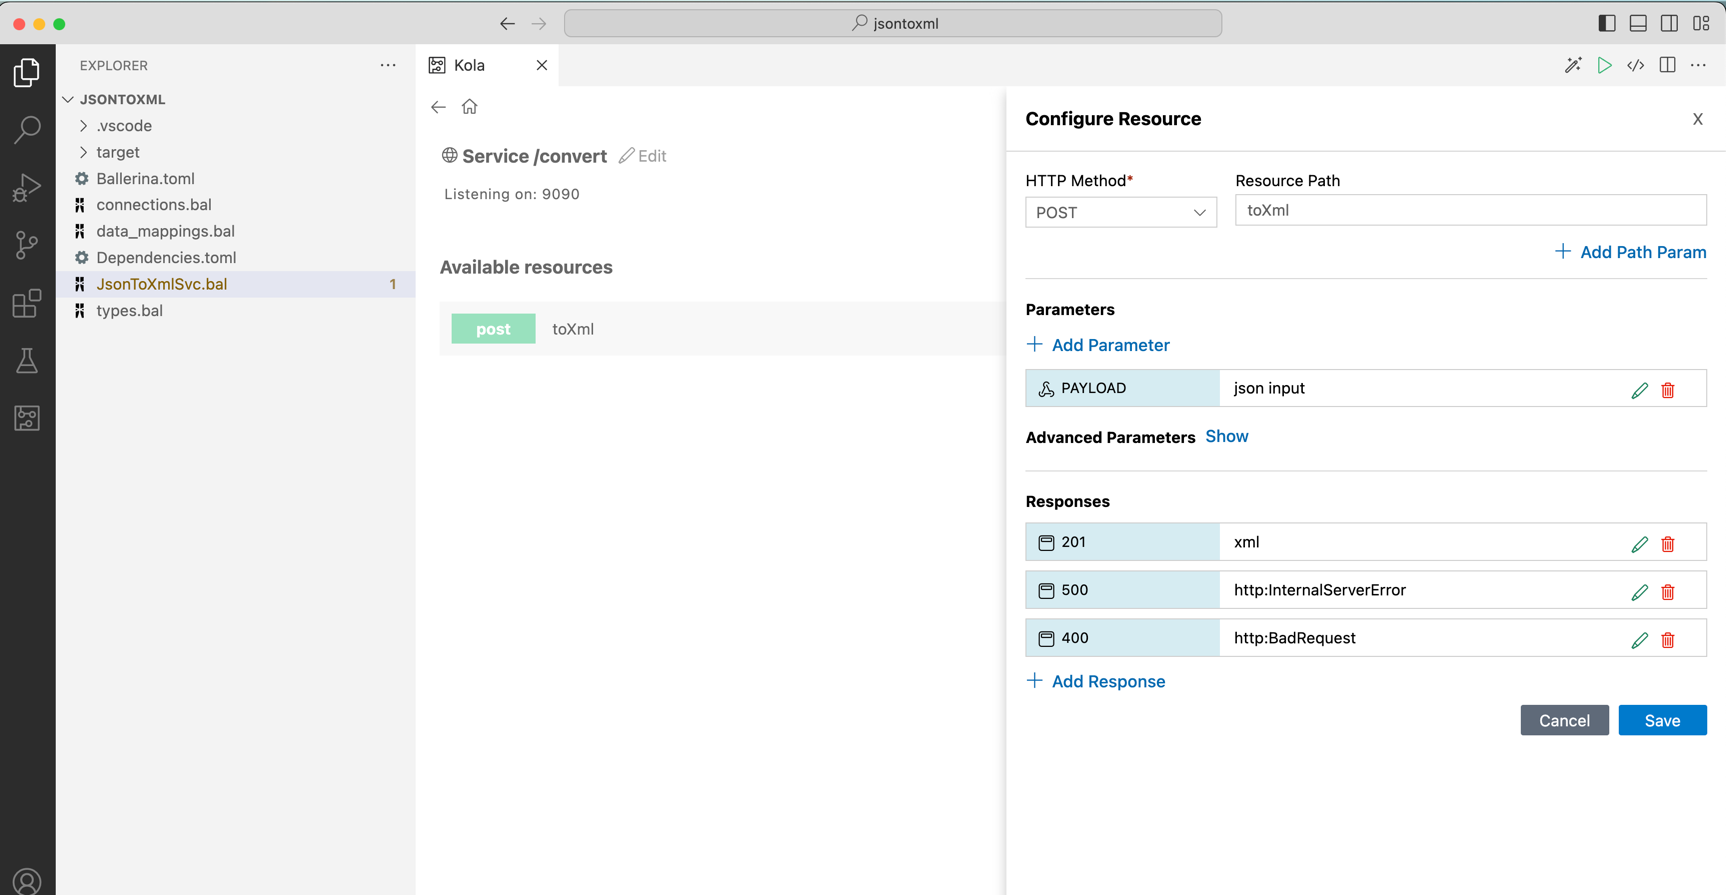 jsontoxml
EXPLORER
Kola
JSONTOXML
.vscode
target
Ballerina.toml
connections.bal
data_mappings.bal
Dependencies.toml
JsonToXmlSvc.bal 1
types.bal
Service /convert Edit
Listening on: 9090
Available resources
post toXml
Configure Resource X
HTTP Method* Resource Path
POST toXml
Add Path Param
Parameters
Add Parameter
PAYLOAD json input
Advanced Parameters Show
Responses
201 xml
500 http:InternalServerError
400 http:BadRequest
Add Response
Cancel Save